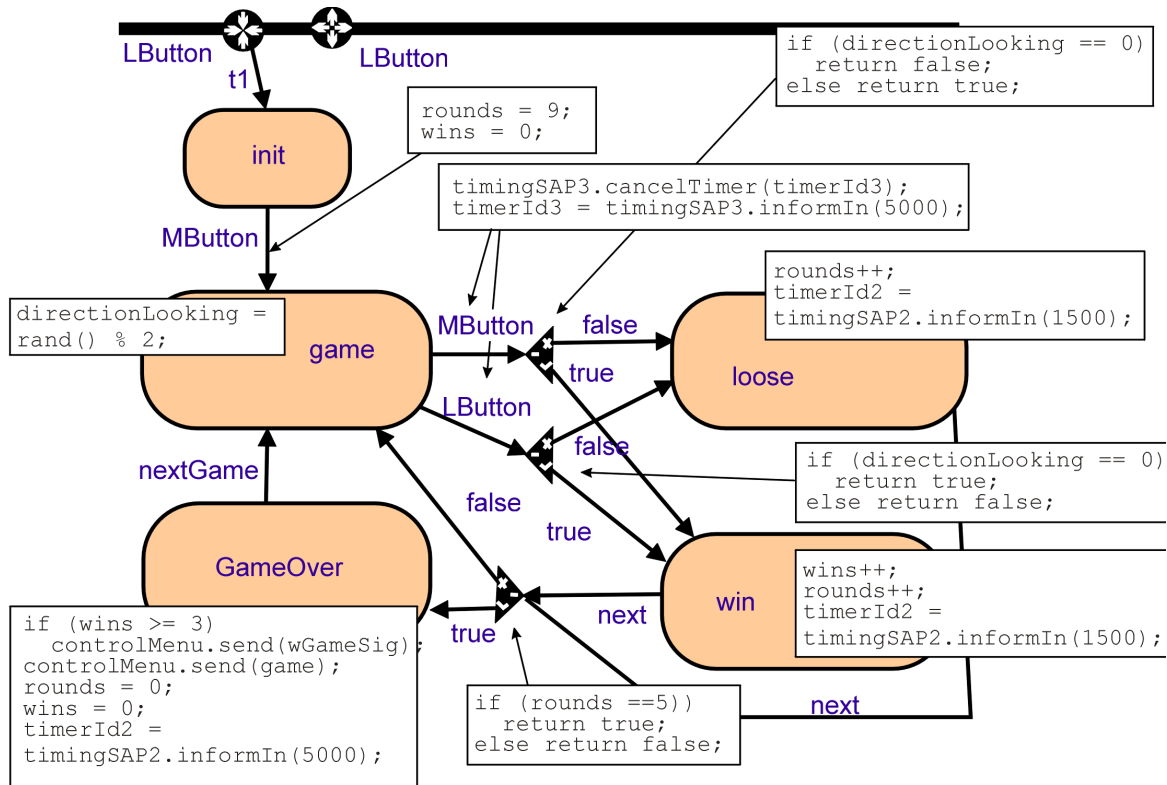 LButton
LButton
t1
if (directionLooking == 0)
return false;
else return true;
rounds = 9;
wins = 0;
init
timingSAP3.cancelTimer(timerId3);
timerId3 = timingSAP3.informIn(5000);
MButton
rounds++;
timerId2 =
timingSAP2.informIn(1500);
directionLooking =
rand() % 2;
game
MButton
false
true
loose
LButton
false
if (directionLooking == 0)
return true;
else return false;
nextGame
false
true
GameOver
wins++;
rounds++;
timerId2 =
timingSAP2.informIn(1500);
win
next
true
if (wins >= 3)
controlMenu.send(wGameSig);
controlMenu.send(game);
rounds = 0;
wins = 0;
timerId2 =
timingSAP2.informIn(5000);
if (rounds ==5))
return true;
else return false;
next